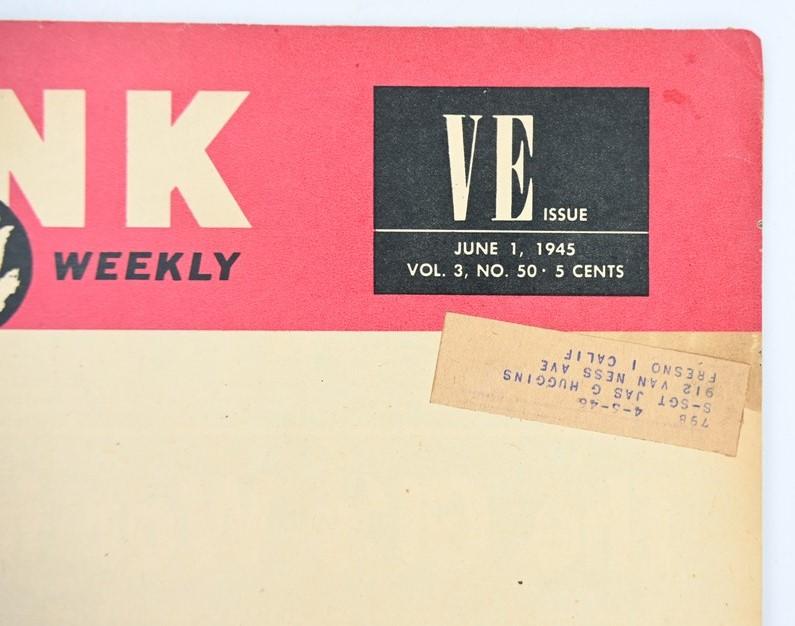 NK
WEEKLY
VE ISSUE
JUNE 1, 1945
VOL. 3, NO. 50 · 5 CENTS
798 4-5-46
S-SGT JAS G HUGGINS
912 VAN NESS AVE
FRESNO 1 CALIF